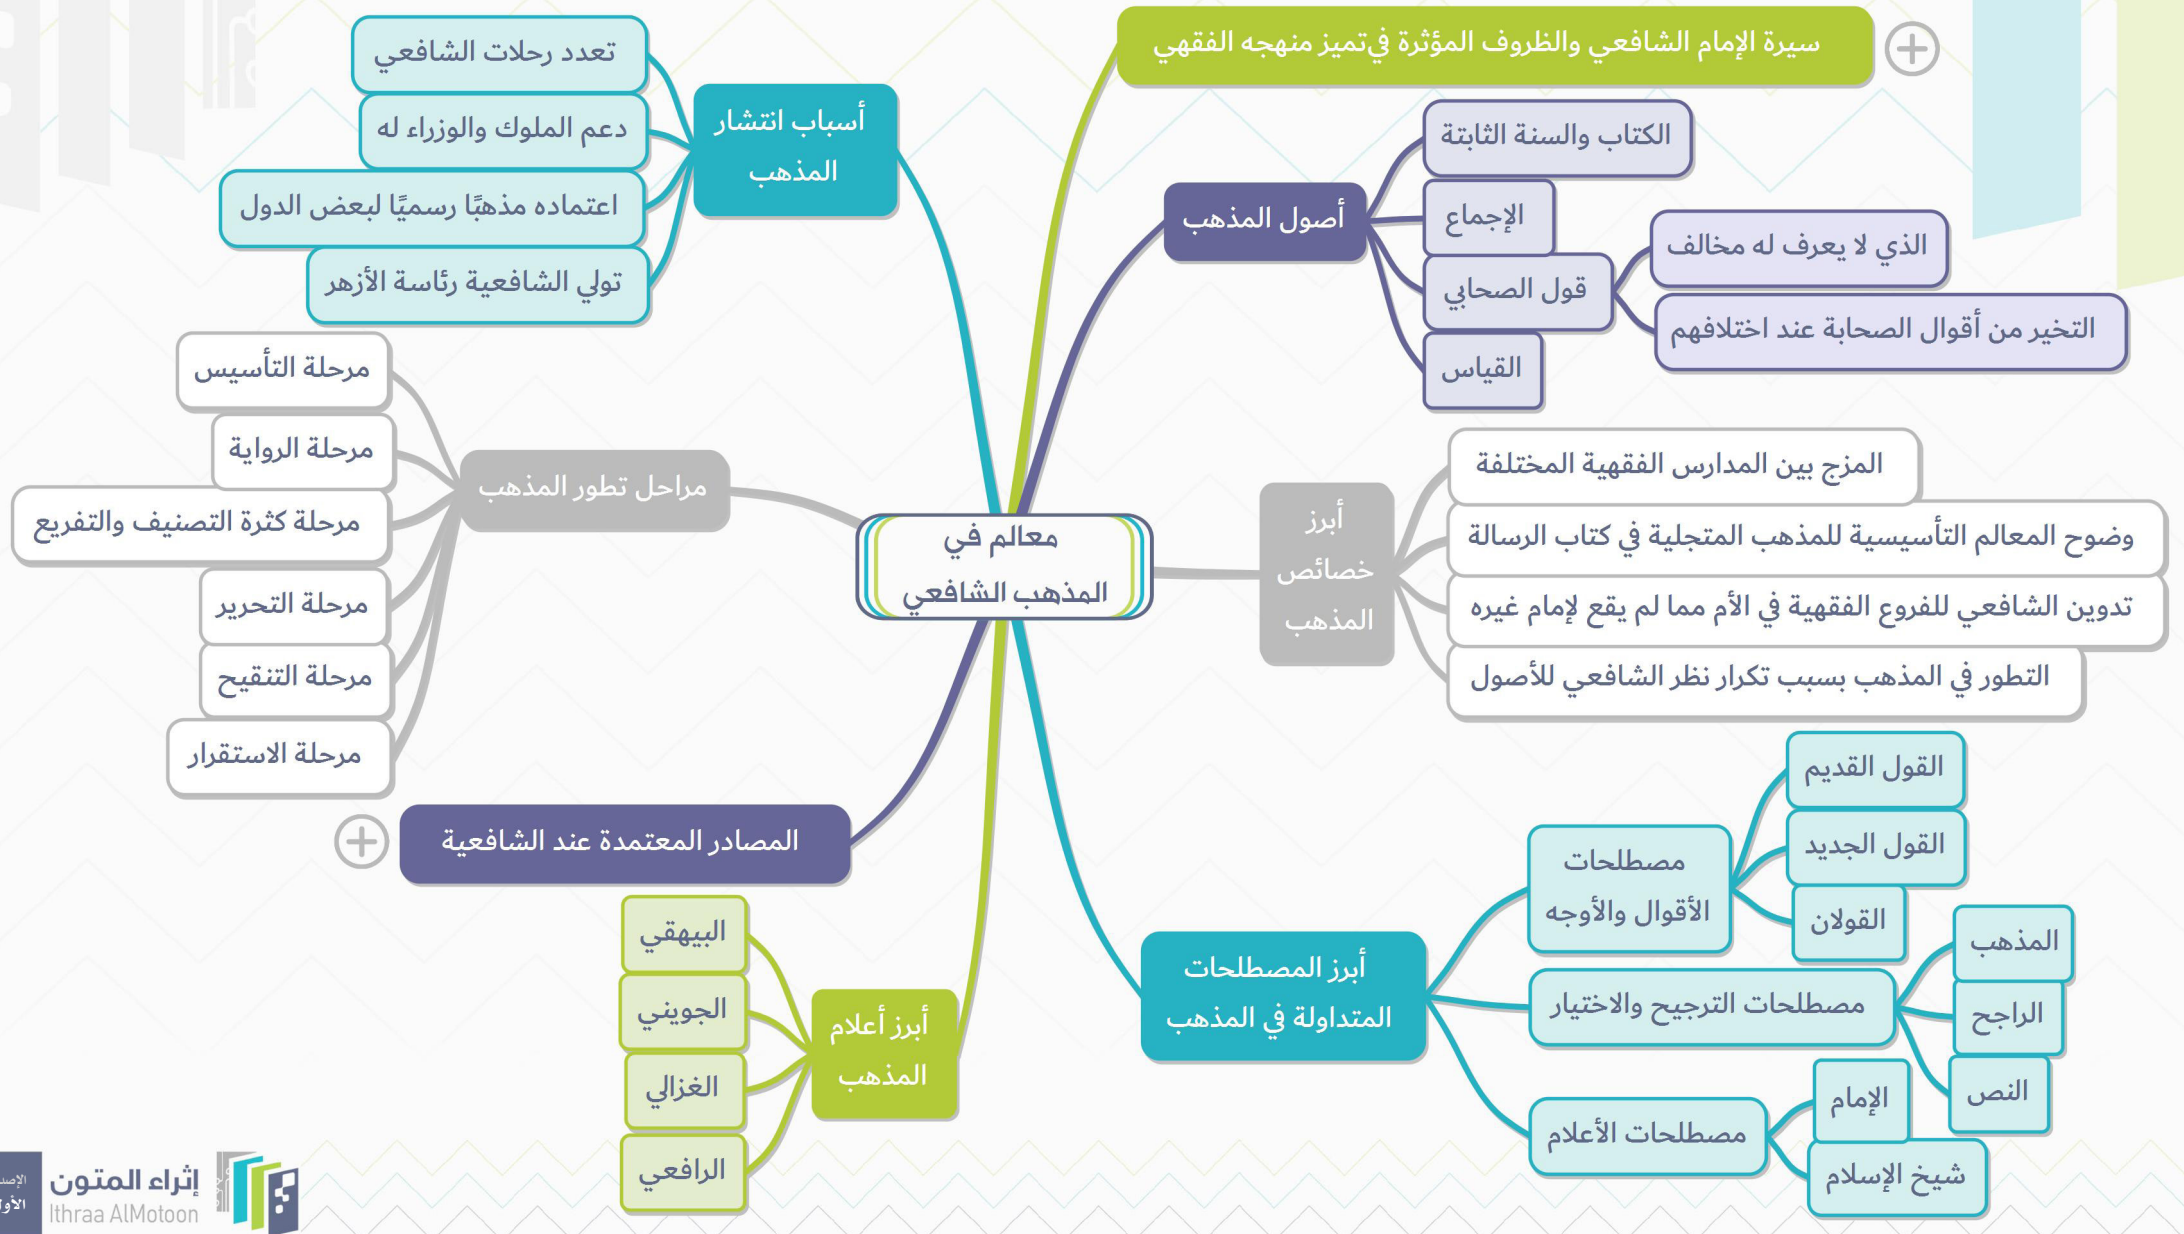 سيرة الإمام الشافعي والظروف المؤثرة في تميز منهجه الفقهي
أصول المذهب
الكتاب والسنة الثابتة
الإجماع
قول الصحابي
الذي لا يعرف له مخالف
التخير من أقوال الصحابة عند اختلافهم
القياس
أبرز
خصائص
المذهب
المزج بين المدارس الفقهية المختلفة
وضوح المعالم التأسيسية للمذهب المتجلية في كتاب الرسالة
تدوين الشافعي للفروع الفقهية في الأم مما لم يقع لإمام غيره
التطور في المذهب بسبب تكرار نظر الشافعي للأصول
أبرز المصطلحات
المتداولة في المذهب
مصطلحات
الأقوال والأوجه
القول القديم
القول الجديد
القولان
مصطلحات الترجيح والاختيار
المذهب
الراجح
النص
مصطلحات الأعلام
الإمام
شيخ الإسلام
معالم في
المذهب الشافعي
أسباب انتشار
المذهب
تعدد رحلات الشافعي
دعم الملوك والوزراء له
اعتماده مذهبًا رسميًا لبعض الدول
تولي الشافعية رئاسة الأزهر
مراحل تطور المذهب
مرحلة التأسيس
مرحلة الرواية
مرحلة كثرة التصنيف والتفريع
مرحلة التحرير
مرحلة التنقيح
مرحلة الاستقرار
المصادر المعتمدة عند الشافعية
أبرز أعلام
المذهب
البيهقي
الجويني
الغزالي
الرافعي
إثراء المتون
Ithraa AlMotoon